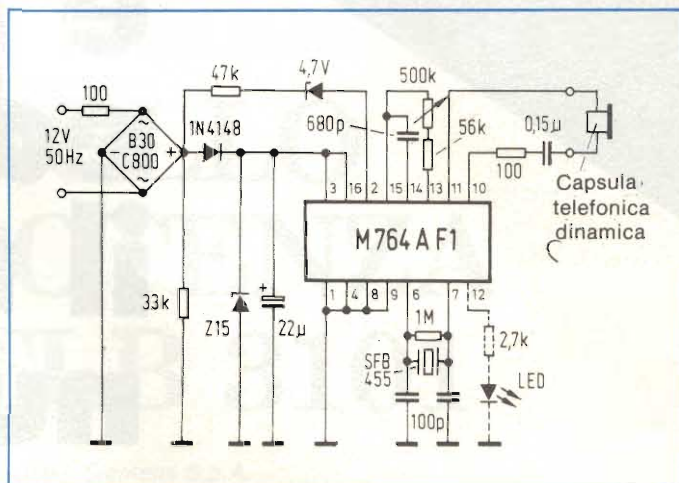 100
12V
50Hz
B30
C800
~
~
−
+
1N4148
47k
4,7V
33k
Z15
+
22µ
500k
680p
56k
100
0,15µ
Capsula
telefonica
dinamica
3 16 2 15 14 13 11 10
M764A F1
1 4 8 9 6 7 12
1M
SFB
455
100p
2,7k
LED